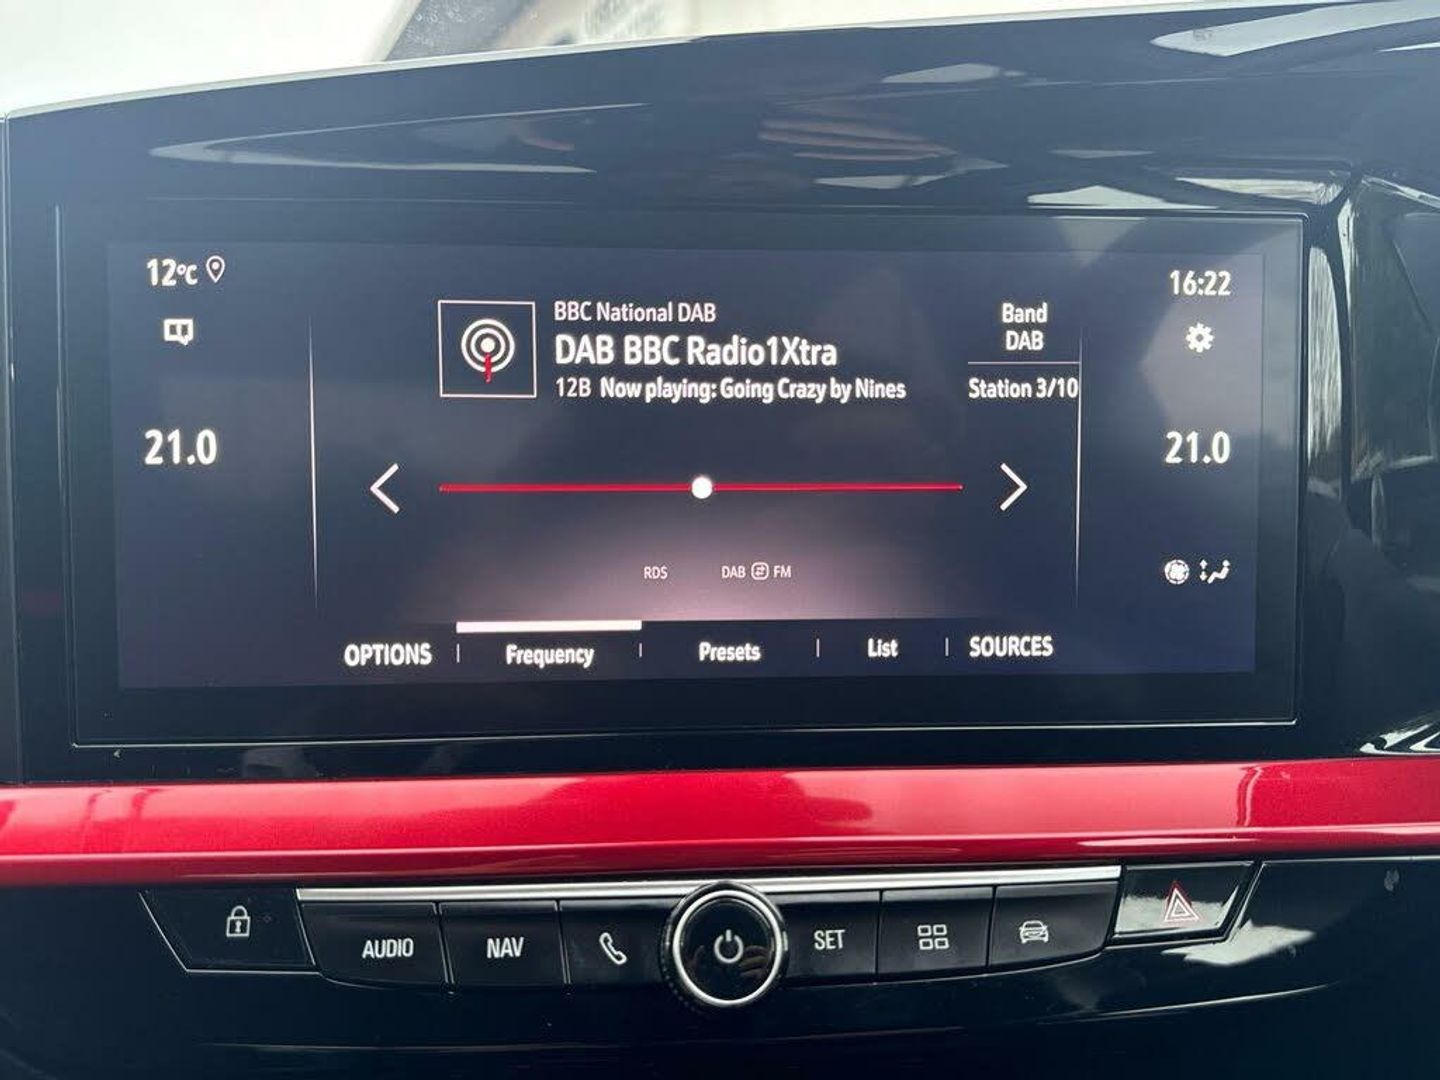 12°C
16:22
BBC National DAB
DAB BBC Radio1Xtra
12B Now playing: Going Crazy by Nines
Band
DAB
Station 3/10
21.0
21.0
RDS DAB FM
OPTIONS Frequency Presets List SOURCES
AUDIO NAV SET